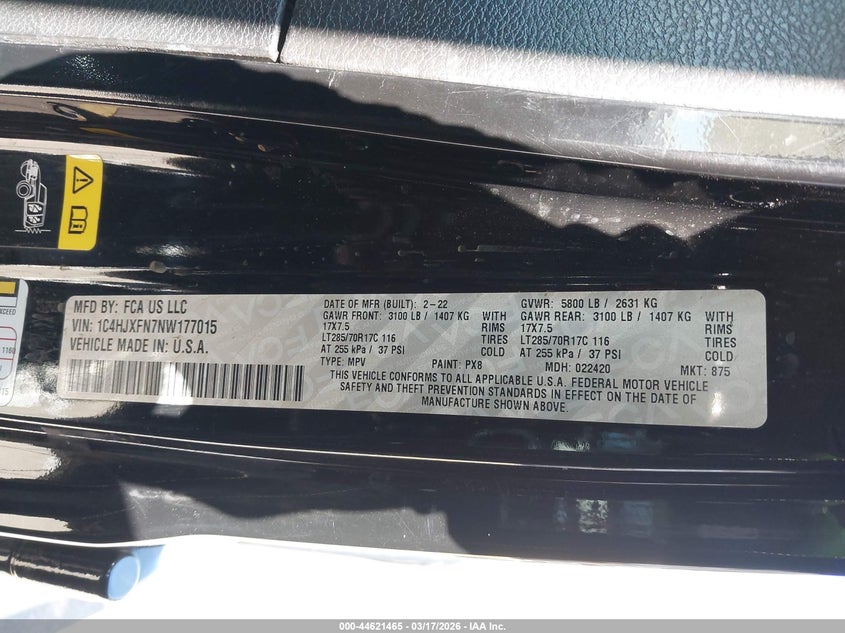 MFD BY: FCA US LLC
VIN: 1C4HJXFN7NW177015
VEHICLE MADE IN: U.S.A.
DATE OF MFR (BUILT): 2-22
GAWR FRONT: 3100 LB / 1407 KG WITH
17X7.5 RIMS
LT285/70R17C 116 TIRES
AT 255 kPa / 37 PSI COLD
TYPE: MPV PAINT: PX8
GVWR: 5800 LB / 2631 KG
GAWR REAR: 3100 LB / 1407 KG WITH
17X7.5 RIMS
LT285/70R17C 116 TIRES
AT 255 kPa / 37 PSI COLD
MDH: 022420 MKT: 875
THIS VEHICLE CONFORMS TO ALL APPLICABLE U.S.A. FEDERAL MOTOR VEHICLE
SAFETY AND THEFT PREVENTION STANDARDS IN EFFECT ON THE DATE OF
MANUFACTURE SHOWN ABOVE.
EXCEED
1160
000-44621465 - 03/17/2026 - IAA Inc.